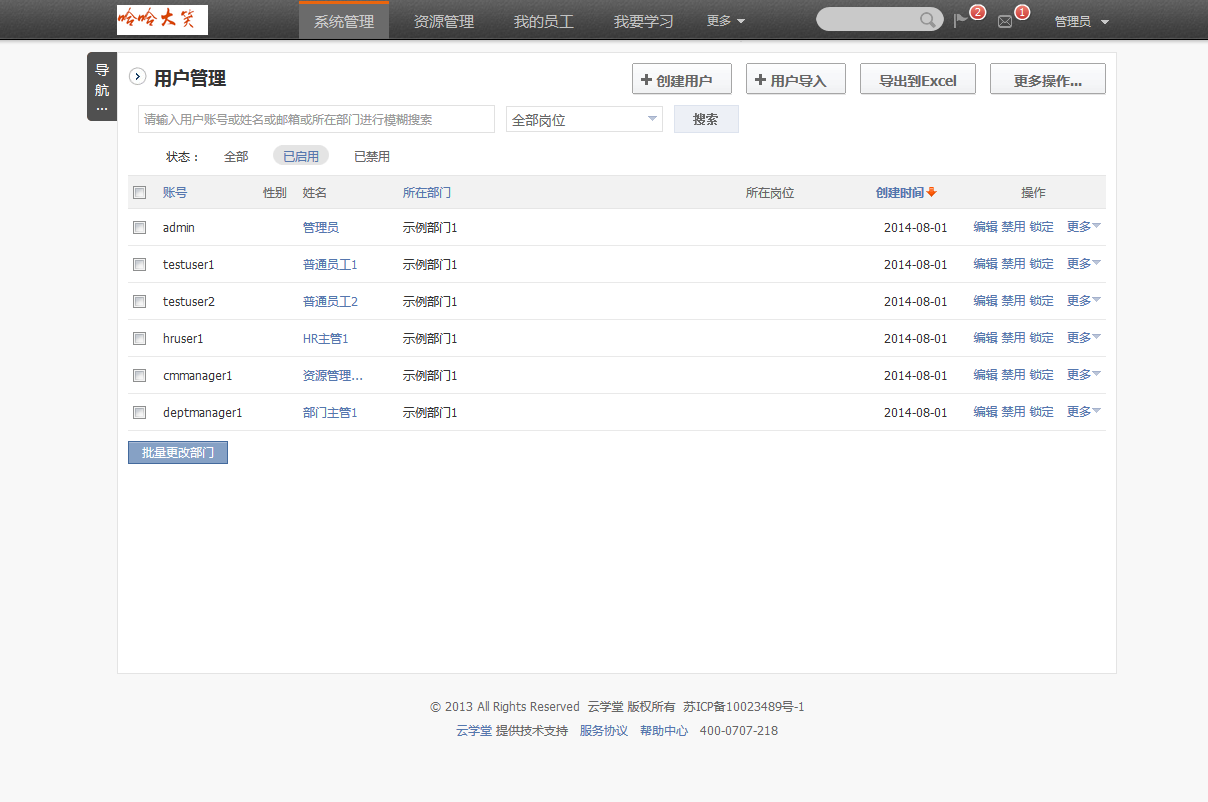 哈哈大笑 系统管理 资源管理 我的员工 我要学习 更多 2 1 管理员
导航...
用户管理 创建用户 用户导入 导出到Excel 更多操作...
请输入用户账号或姓名或邮箱或所在部门进行模糊搜索 全部岗位 搜索
状态： 全部 已启用 已禁用
账号 性别 姓名 所在部门 所在岗位 创建时间 操作
admin 管理员 示例部门1 2014-08-01 编辑 禁用 锁定 更多
testuser1 普通员工1 示例部门1 2014-08-01 编辑 禁用 锁定 更多
testuser2 普通员工2 示例部门1 2014-08-01 编辑 禁用 锁定 更多
hruser1 HR主管1 示例部门1 2014-08-01 编辑 禁用 锁定 更多
cmmanager1 资源管理... 示例部门1 2014-08-01 编辑 禁用 锁定 更多
deptmanager1 部门主管1 示例部门1 2014-08-01 编辑 禁用 锁定 更多
批量更改部门
© 2013 All Rights Reserved 云学堂 版权所有 苏ICP备10023489号-1
云学堂 提供技术支持 服务协议 帮助中心 400-0707-218